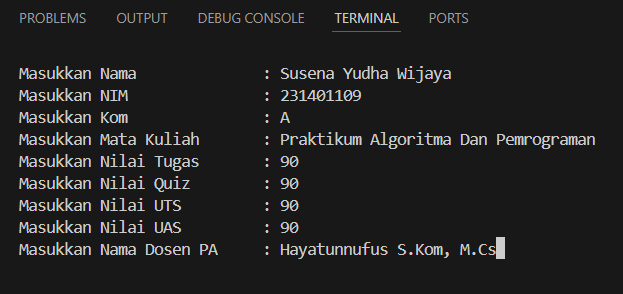 PROBLEMS OUTPUT DEBUG CONSOLE TERMINAL PORTS
Masukkan Nama : Susena Yudha Wijaya
Masukkan NIM : 231401109
Masukkan Kom : A
Masukkan Mata Kuliah : Praktikum Algoritma Dan Pemrograman
Masukkan Nilai Tugas : 90
Masukkan Nilai Quiz : 90
Masukkan Nilai UTS : 90
Masukkan Nilai UAS : 90
Masukkan Nama Dosen PA : Hayatunnufus S.Kom, M.Cs